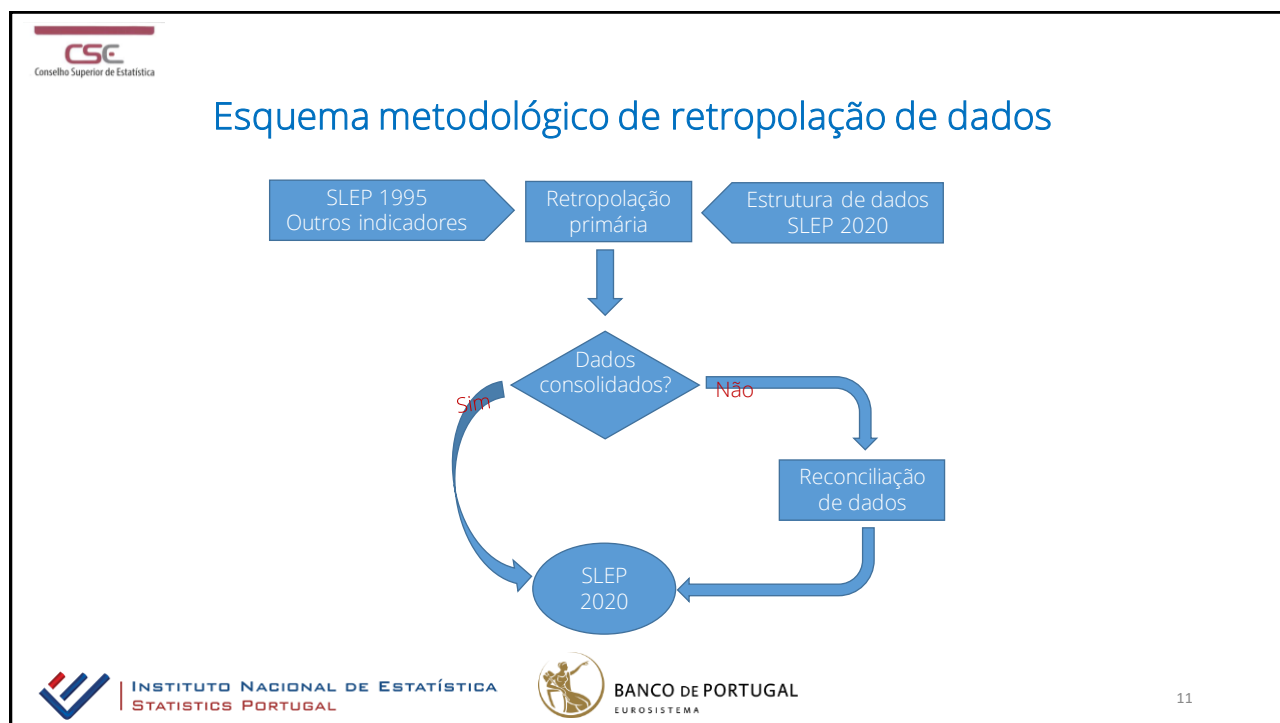 CSE
Conselho Superior de Estatística
Esquema metodológico de retropolação de dados
SLEP 1995
Outros indicadores
Retropolação
primária
Estrutura de dados
SLEP 2020
Dados
consolidados?
Sim
Não
Reconciliação
de dados
SLEP
2020
INSTITUTO NACIONAL DE ESTATÍSTICA
STATISTICS PORTUGAL
BANCO DE PORTUGAL
EUROSISTEMA
11